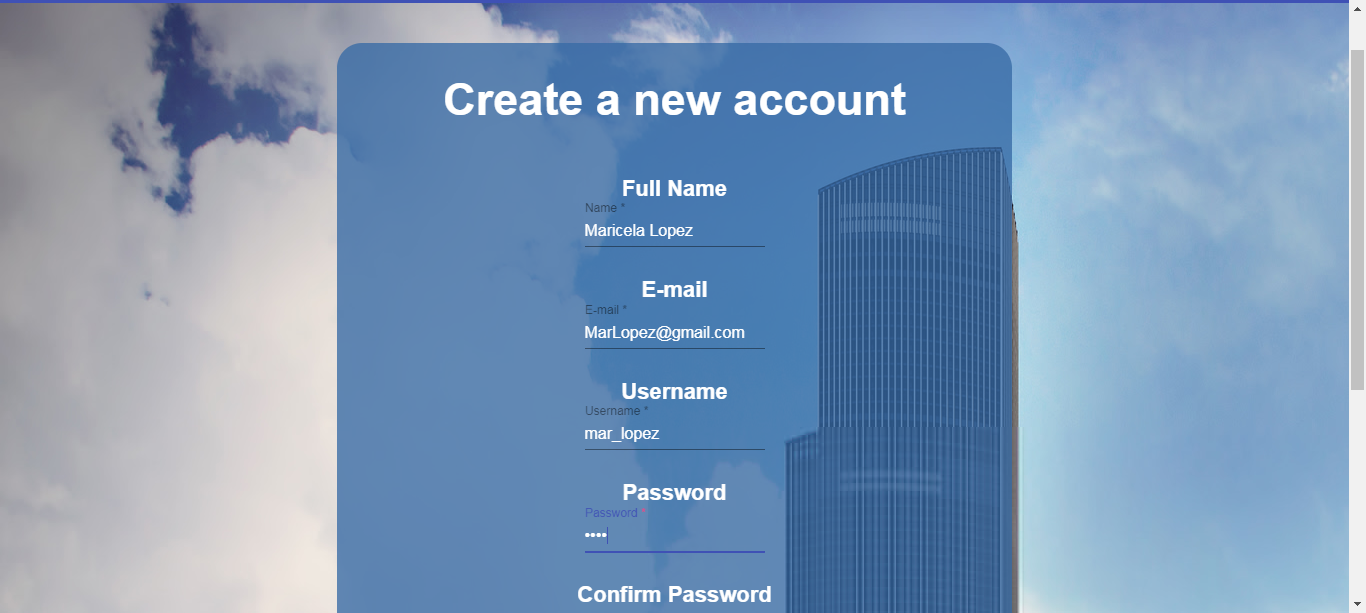 Create a new account
Full Name
Name *
Maricela Lopez
E-mail
E-mail *
MarLopez@gmail.com
Username
Username *
mar_lopez
Password
Password *
••••
Confirm Password